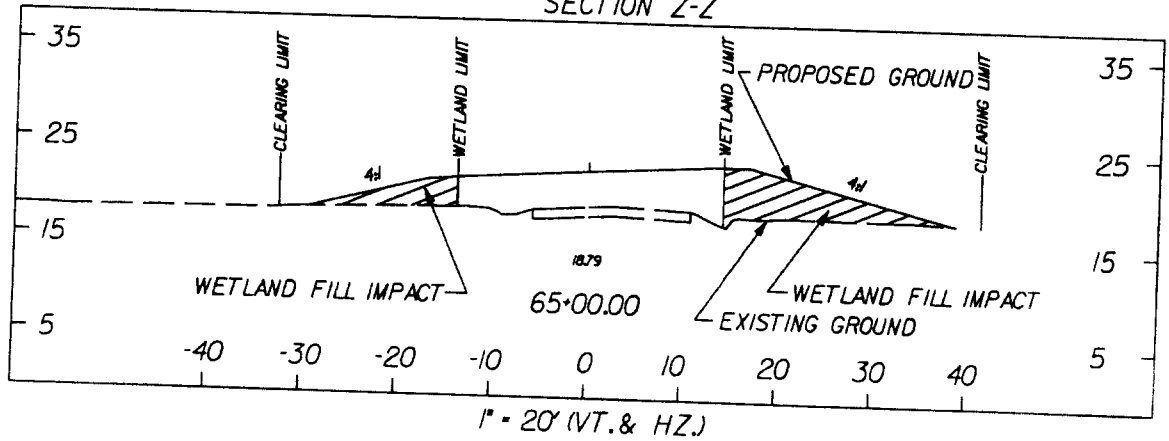 SECTION Z-Z
35
35
CLEARING LIMIT
WETLAND LIMIT
WETLAND LIMIT
PROPOSED GROUND
CLEARING LIMIT
25
25
4:1
4:1
15
15
18.79
WETLAND FILL IMPACT
65+00.00
WETLAND FILL IMPACT
EXISTING GROUND
5
5
-40 -30 -20 -10 0 10 20 30 40
1" = 20' (VT. & HZ.)